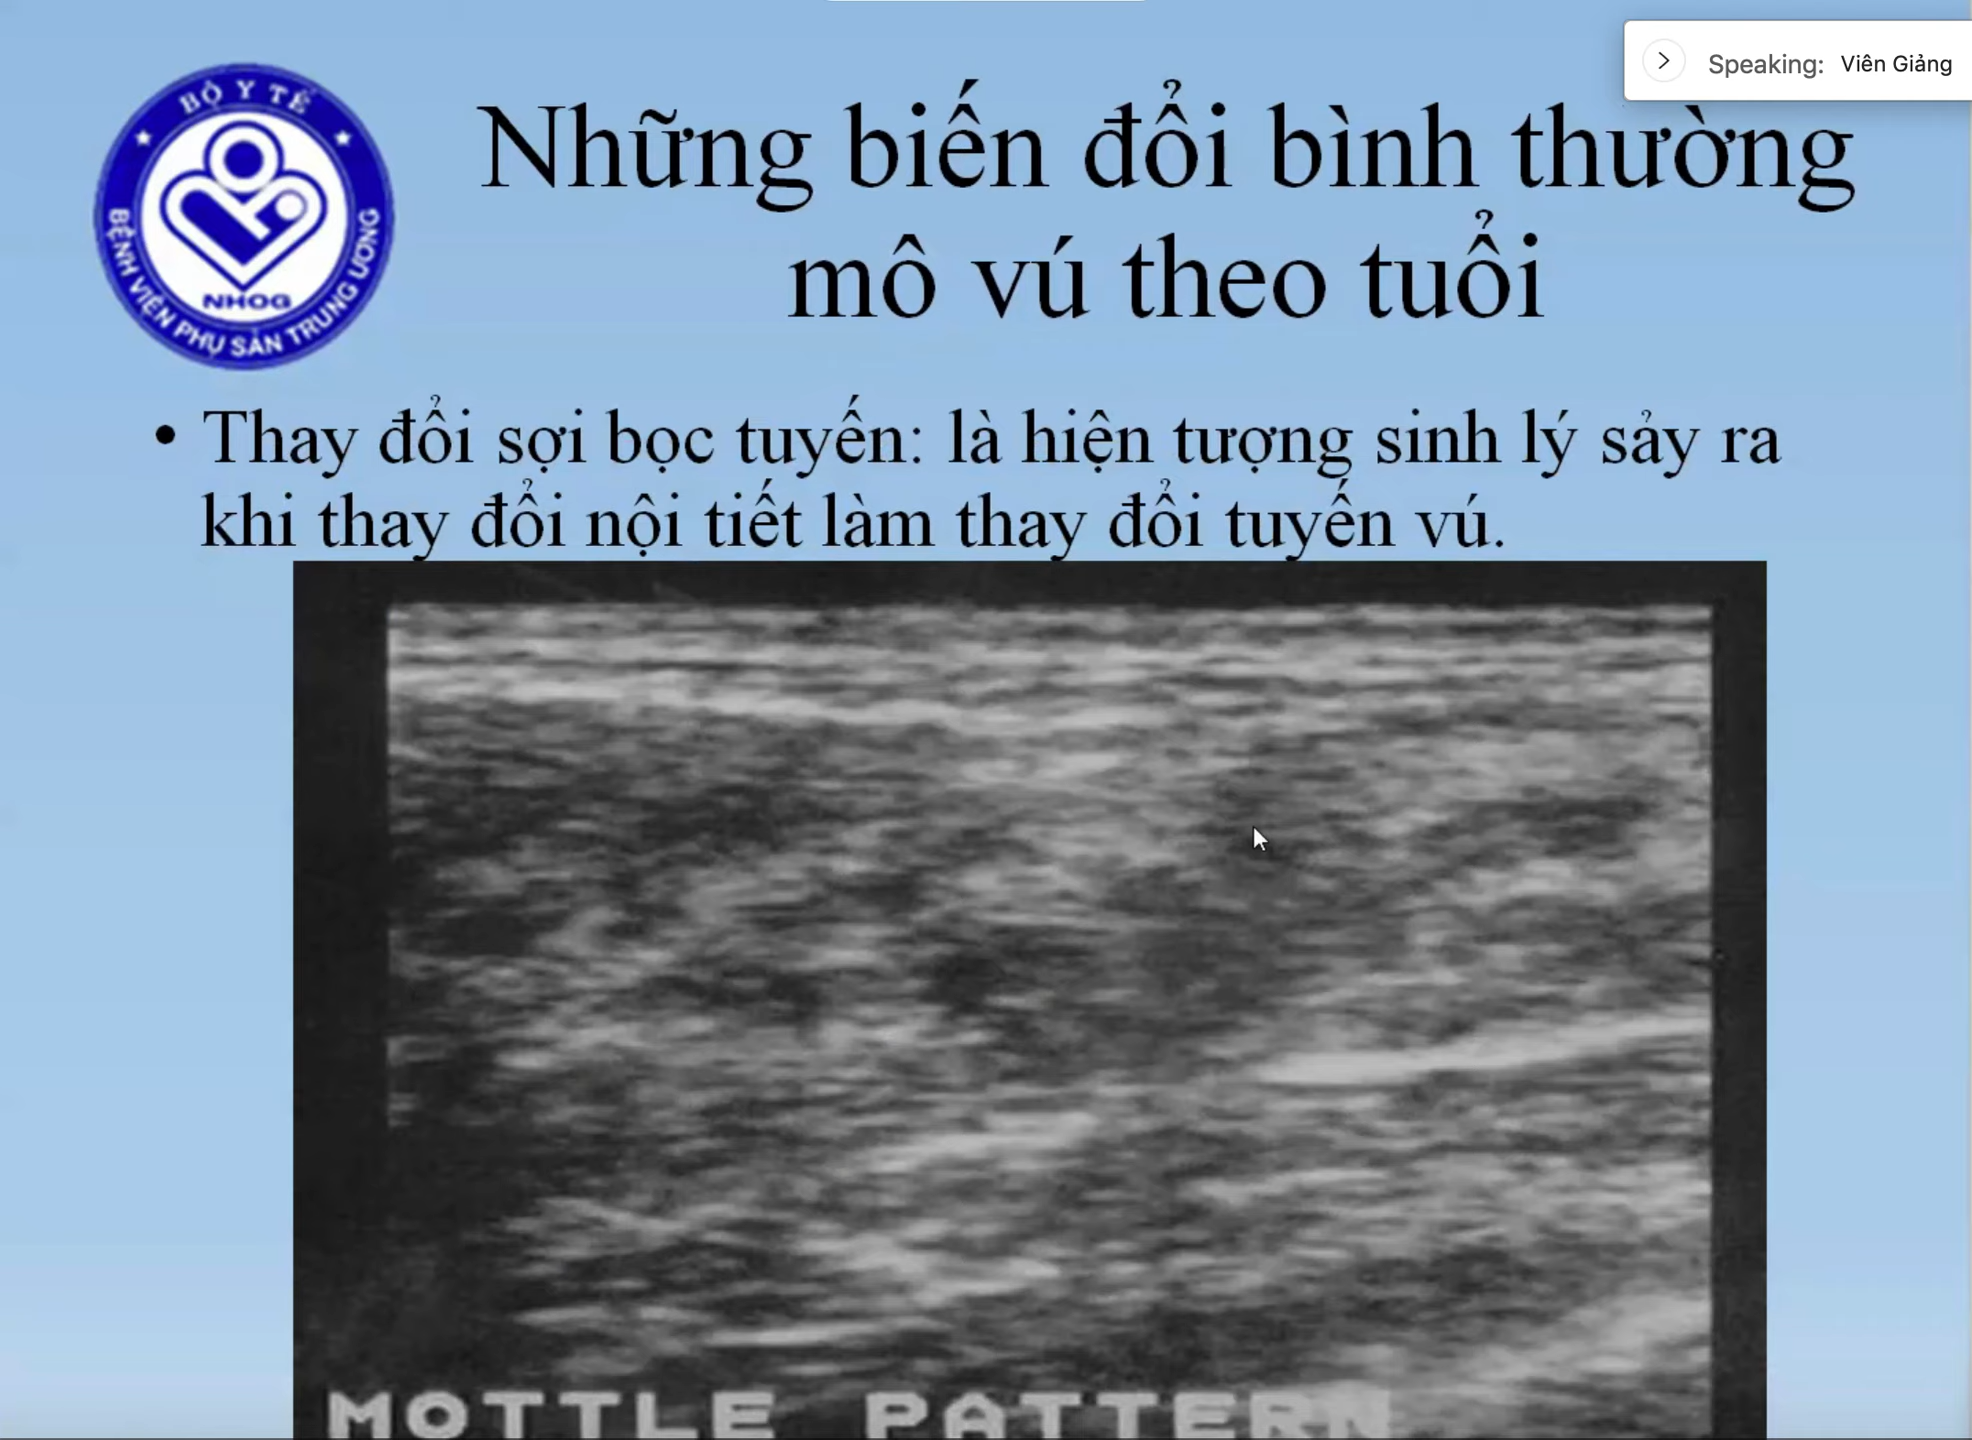 Speaking: Viên Giảng
BỘ Y TẾ
NHOG
BỆNH VIỆN PHỤ SẢN TRUNG ƯƠNG
Những biến đổi bình thường
mô vú theo tuổi
• Thay đổi sợi bọc tuyến: là hiện tượng sinh lý sảy ra
khi thay đổi nội tiết làm thay đổi tuyến vú.
MOTTLE PATTERN